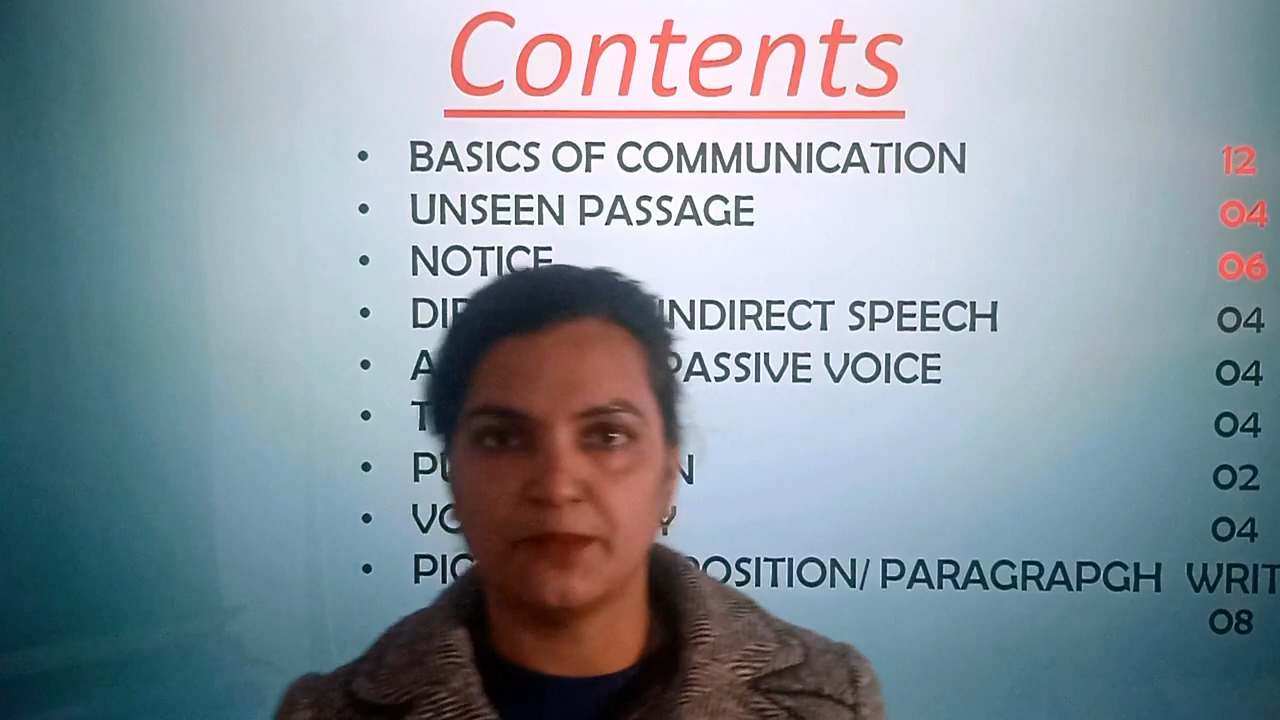 Contents
• BASICS OF COMMUNICATION 12
• UNSEEN PASSAGE 04
• NOTICE 06
• INDIRECT SPEECH 04
• PASSIVE VOICE 04
• 04
• 02
• 04
• PARAGRAPGH
08